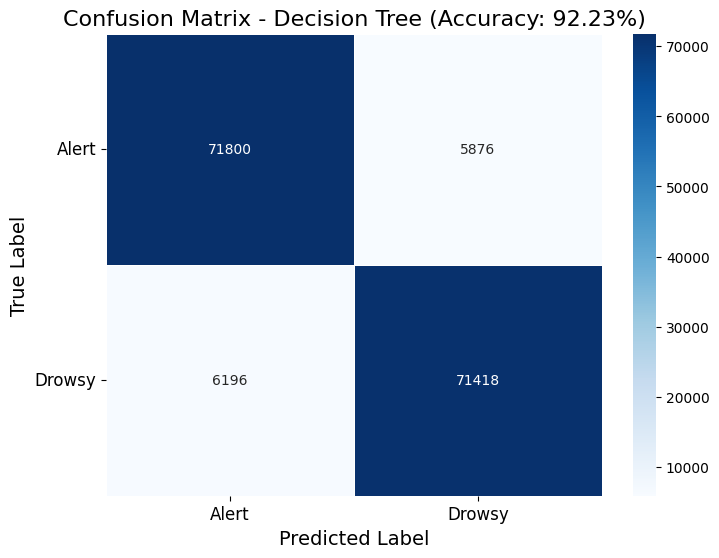 Confusion Matrix - Decision Tree (Accuracy: 92.23%)
True Label
Alert
71800
5876
Drowsy
6196
71418
Alert
Drowsy
Predicted Label
70000
60000
50000
40000
30000
20000
10000